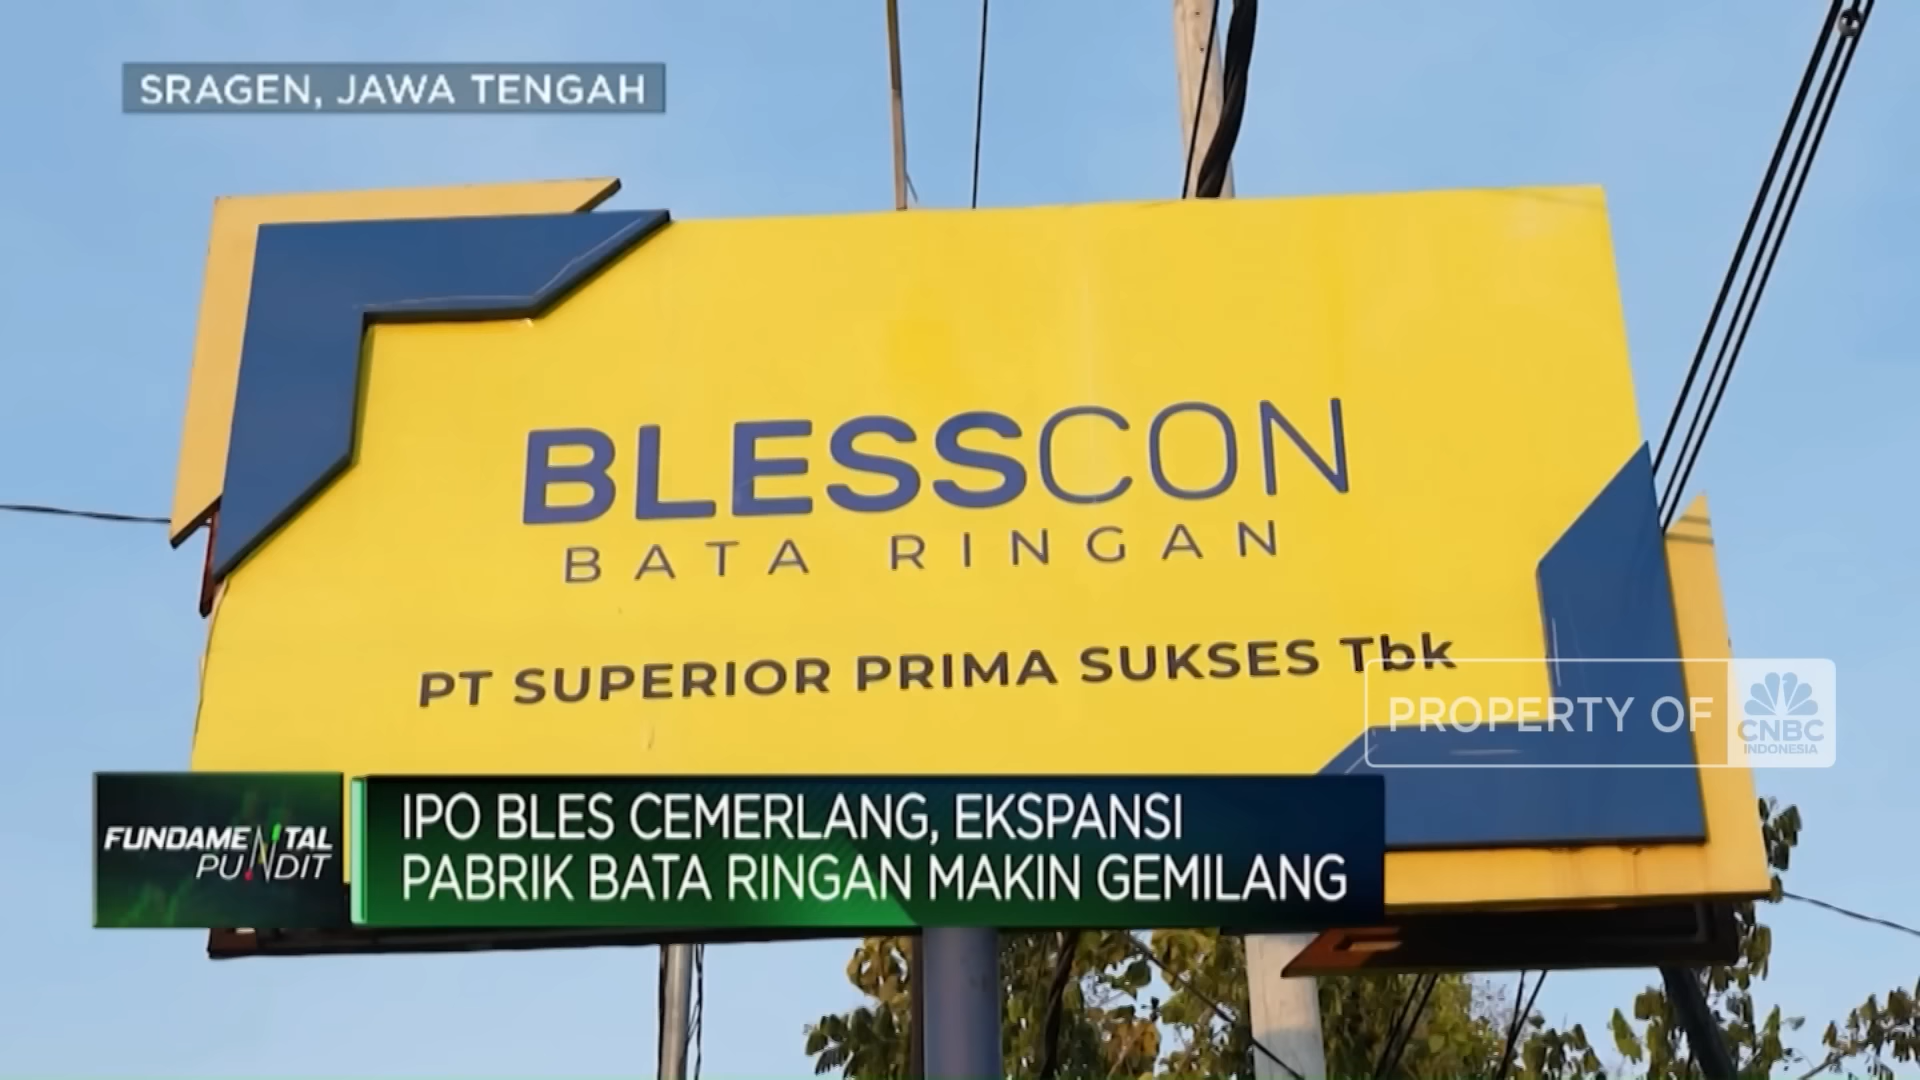 SRAGEN, JAWA TENGAH
BLESSCON
BATA RINGAN
PT SUPERIOR PRIMA SUKSES Tbk
PROPERTY OF
CNBC
INDONESIA
FUNDAMENTAL
PUNDIT
IPO BLES CEMERLANG, EKSPANSI
PABRIK BATA RINGAN MAKIN GEMILANG